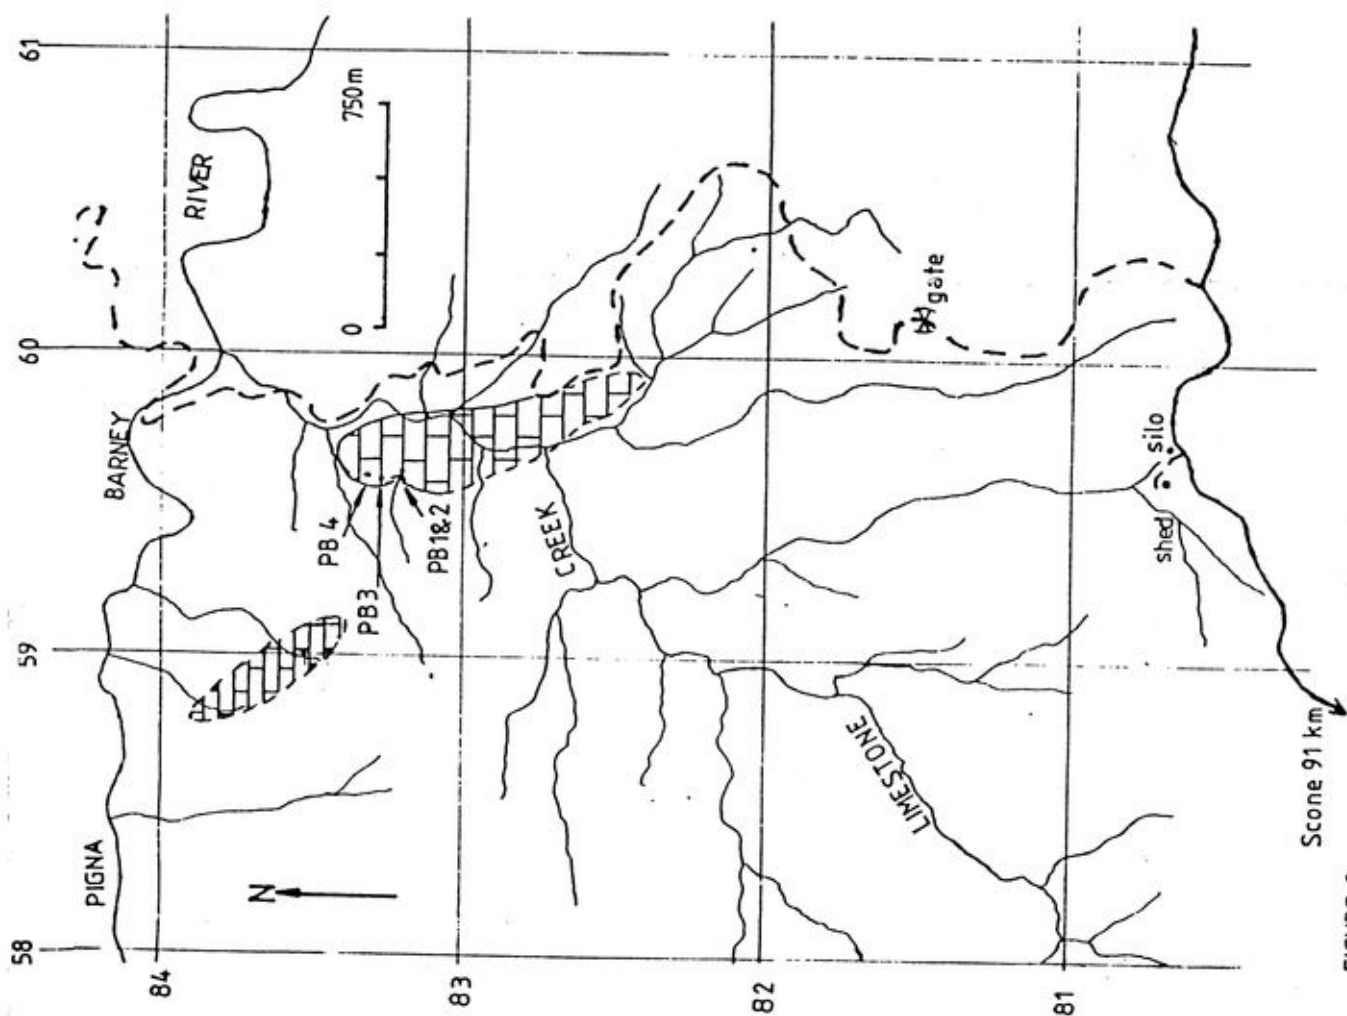 61
60
59
58
84
83
82
81
PIGNA
BARNEY
RIVER
N
0
750m
PB 4
PB3
PB1&2
CREEK
LIMESTONE
gate
shed
silo
Scone 91 km
FIGURE